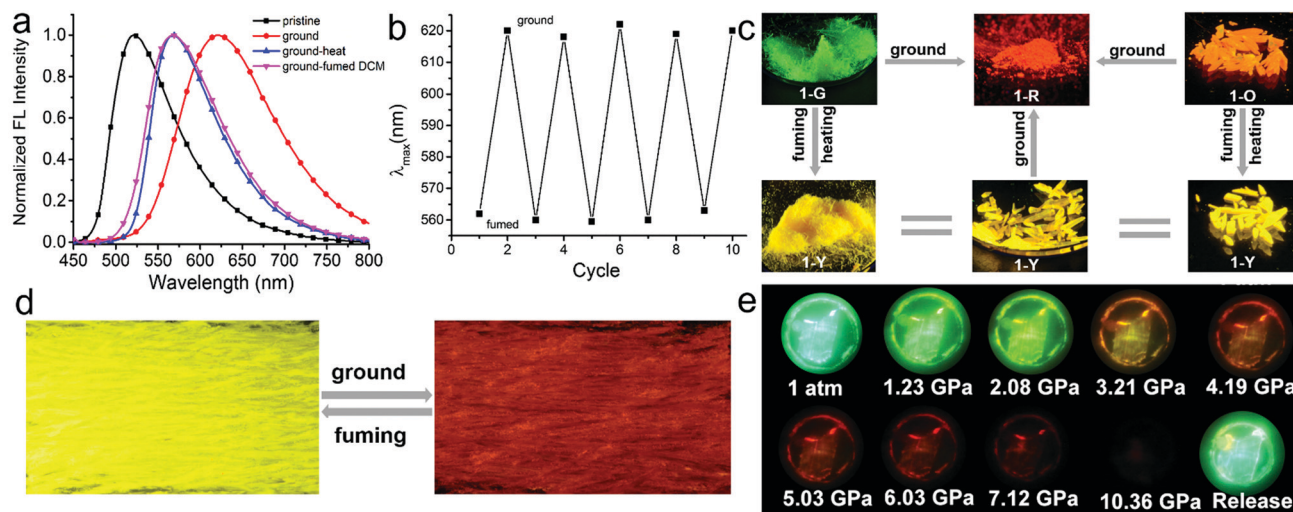 a
Normalized FL Intensity
1.0
0.8
0.6
0.4
0.2
0.0
450 500 550 600 650 700 750 800
Wavelength (nm)
pristine
ground
ground-heat
ground-fumed DCM
b
λmax(nm)
620
610
600
590
580
570
560
ground
fumed
0 2 4 6 8 10
Cycle
c
1-G
ground
1-R
ground
1-O
fuming
heating
ground
fuming
heating
1-Y
1-Y
1-Y
d
ground
fuming
e
1 atm
1.23 GPa
2.08 GPa
3.21 GPa
4.19 GPa
5.03 GPa
6.03 GPa
7.12 GPa
10.36 GPa
Release